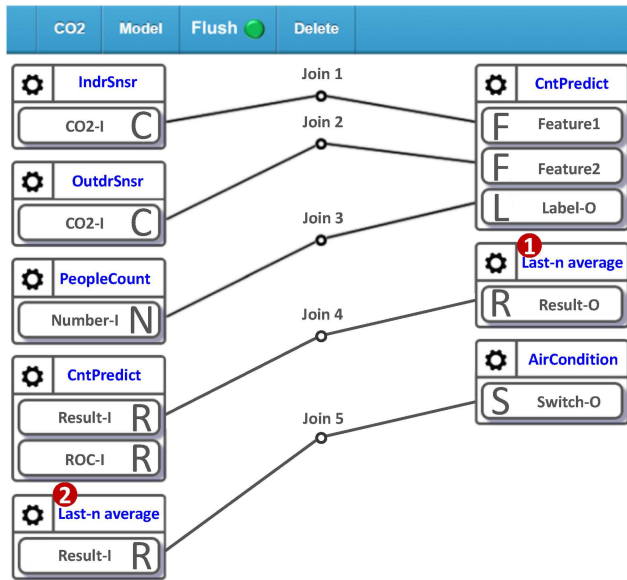 CO2 Model Flush Delete
IndrSnsr
CO2-I C
OutdrSnsr
CO2-I C
PeopleCount
Number-I N
CntPredict
Result-I R
ROC-I R
2
Last-n average
Result-I R
Join 1
Join 2
Join 3
Join 4
Join 5
CntPredict
F Feature1
F Feature2
L Label-O
1
Last-n average
R Result-O
AirCondition
S Switch-O